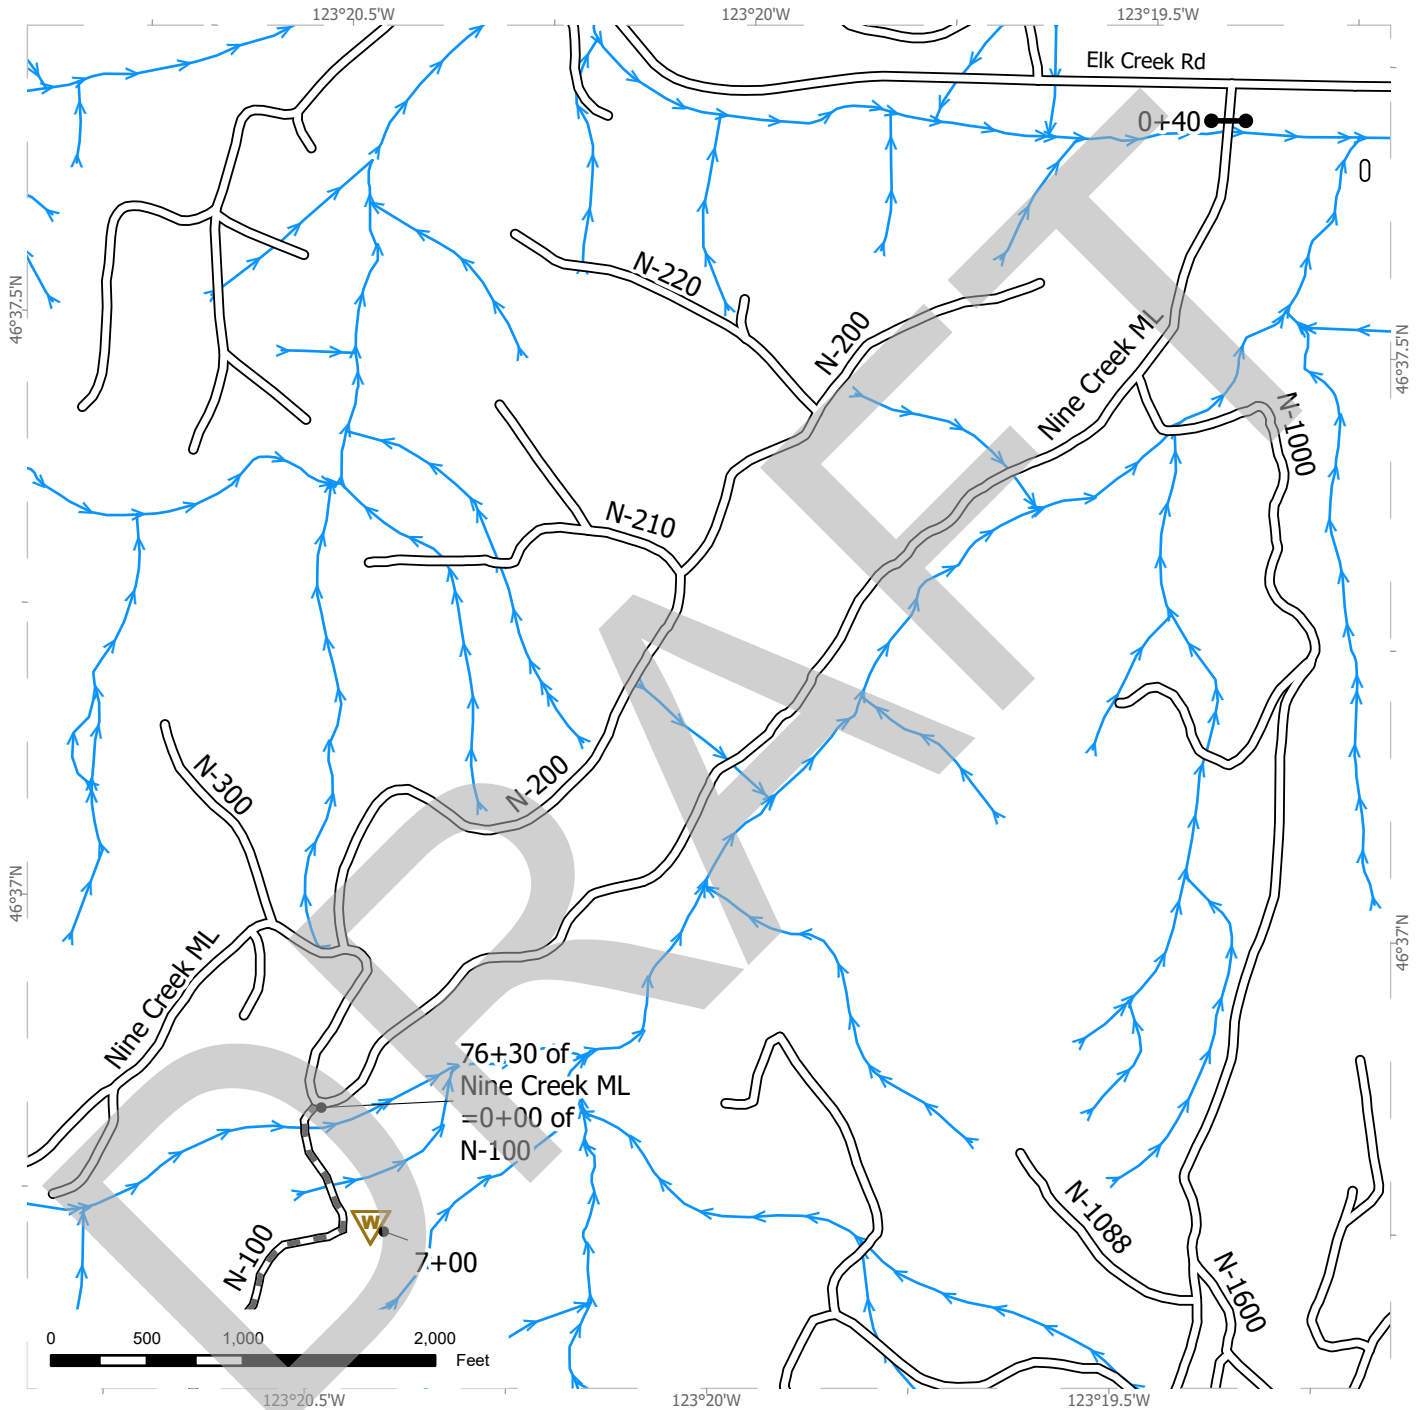 123°20.5'W
123°20'W
123°19.5'W
Elk Creek Rd
0+40
N-220
N-200
46°37.5'N
46°37.5'N
Nine Creek ML
N-1000
N-210
N-200
N-300
46°37'N
46°37'N
Nine Creek ML
76+30 of
Nine Creek ML
=0+00 of
N-100
W
N-100
7+00
N-1088
N-1600
0 500 1,000 2,000
Feet
123°20.5'W
123°20'W
123°19.5'W
DRAFT